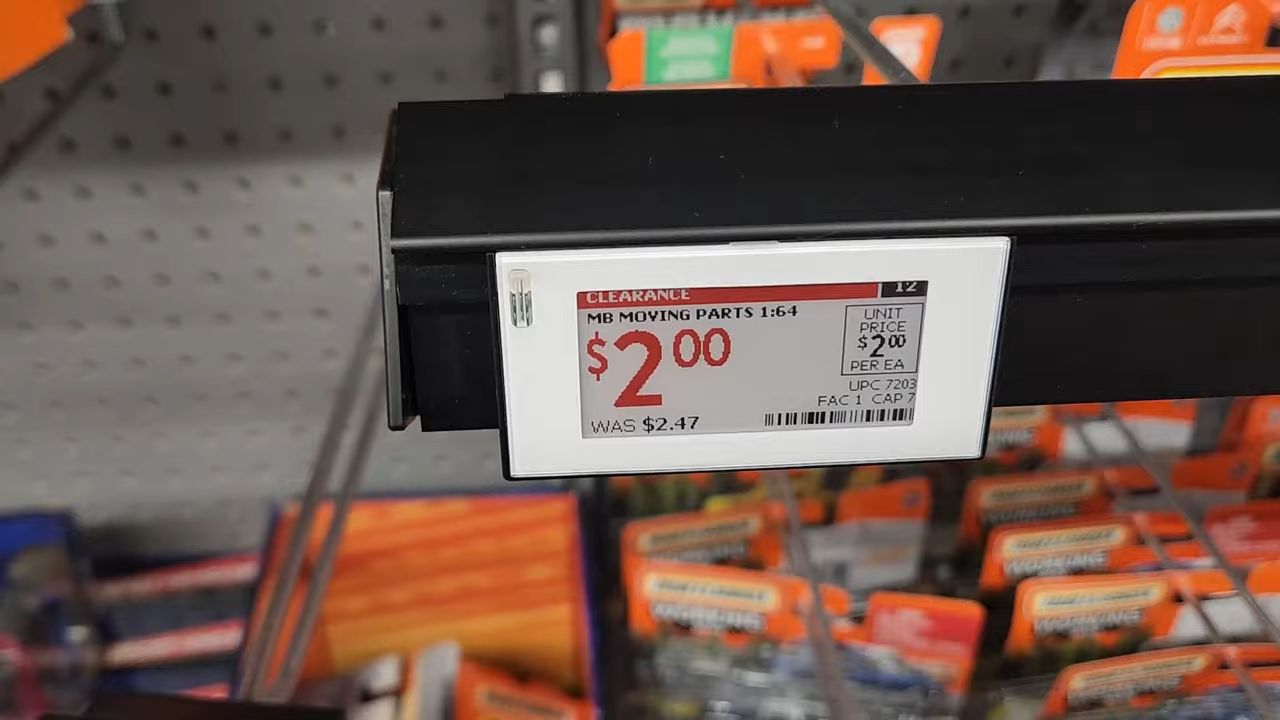 CLEARANCE 12
MB MOVING PARTS 1:64
$2.00
UNIT
PRICE
$2.00
PER EA
UPC 7203
FAC 1 CAP 7
WAS $2.47